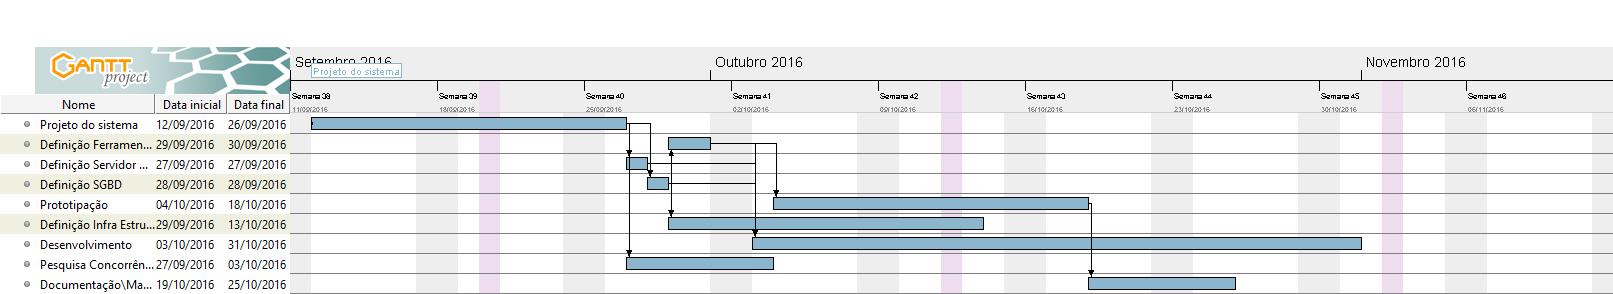 GANTT
project
Setembro 2016
Outubro 2016
Novembro 2016
Projeto do sistema
Nome
Data inicial
Data final
Semana 38
Semana 39
Semana 40
Semana 41
Semana 42
Semana 43
Semana 44
Semana 45
Semana 46
11/09/2016
18/09/2016
25/09/2016
02/10/2016
09/10/2016
16/10/2016
23/10/2016
30/10/2016
06/11/2016
Projeto do sistema 12/09/2016 26/09/2016
Definição Ferramen... 29/09/2016 30/09/2016
Definição Servidor ... 27/09/2016 27/09/2016
Definição SGBD 28/09/2016 28/09/2016
Prototipação 04/10/2016 18/10/2016
Definição Infra Estru... 29/09/2016 13/10/2016
Desenvolvimento 03/10/2016 31/10/2016
Pesquisa Concorrên... 27/09/2016 03/10/2016
Documentação\Ma... 19/10/2016 25/10/2016